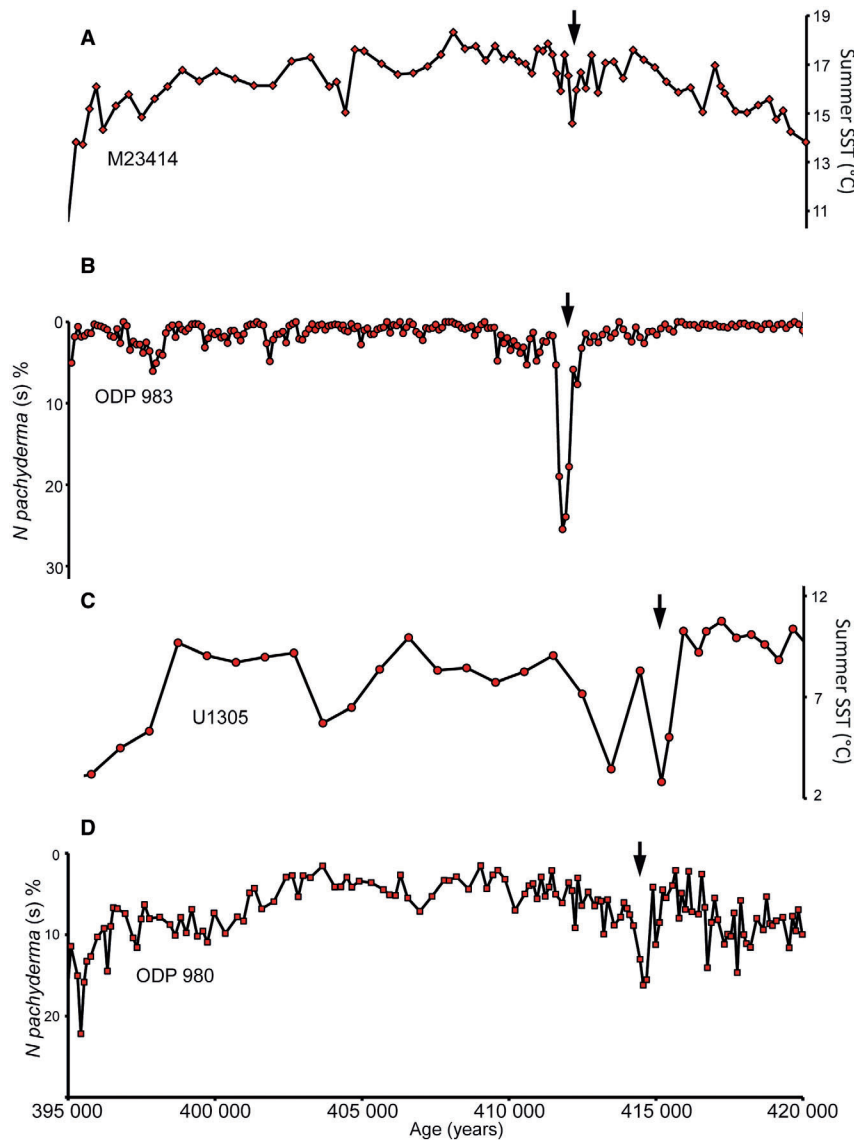 A
19
17
15
13
11
Summer SST (°C)
M23414
B
0
10
20
30
N pachyderma (s) %
ODP 983
C
12
7
2
Summer SST (°C)
U1305
D
0
10
20
N pachyderma (s) %
ODP 980
395 000 400 000 405 000 410 000 415 000 420 000
Age (years)